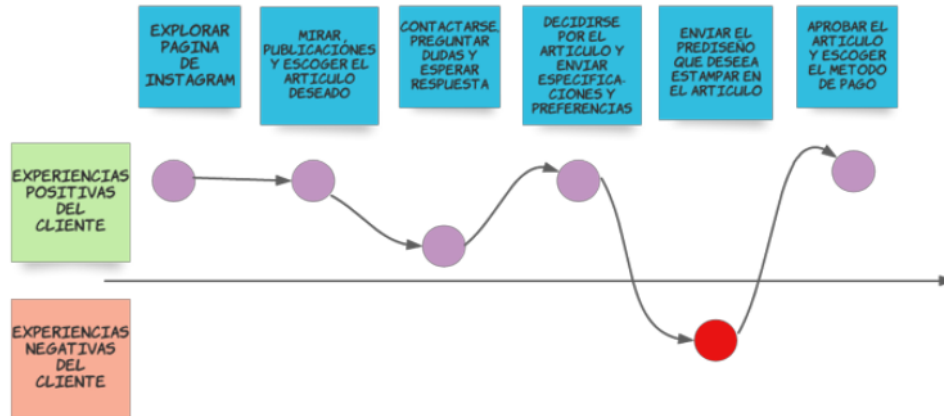 EXPLORAR
PAGINA
DE
INSTAGRAM
MIRAR
PUBLICACIÓNES
Y ESCOGER EL
ARTICULO
DESEADO
CONTACTARSE,
PREGUNTAR
DUDAS Y
ESPERAR
RESPUESTA
DECIDIRSE
POR EL
ARTICULO Y
ENVIAR
ESPECIFICA-
CIONES Y
PREFERENCIAS
ENVIAR EL
PREDISEÑO
QUE DESEEA
ESTAMPAR EN
EL ARTICULO
APROBAR EL
ARTICULO
Y ESCOGER
EL METODO
DE PAGO
EXPERIENCIAS
POSITIVAS
DEL
CLIENTE
EXPERIENCIAS
NEGATIVAS
DEL
CLIENTE